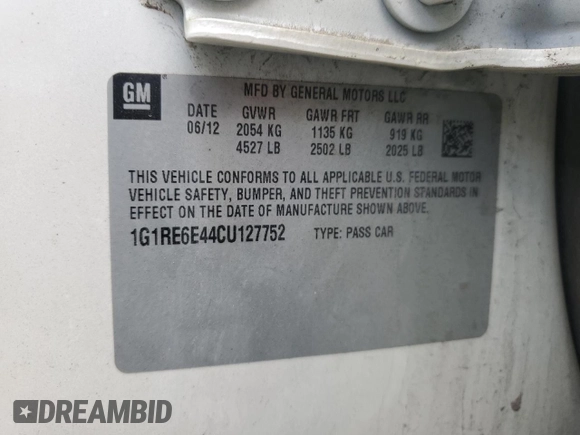 GM
MFD BY GENERAL MOTORS LLC
DATE GVWR GAWR FRT GAWR RR
06/12 2054 KG 1135 KG 919 KG
4527 LB 2502 LB 2025 LB
THIS VEHICLE CONFORMS TO ALL APPLICABLE U.S. FEDERAL MOTOR
VEHICLE SAFETY, BUMPER, AND THEFT PREVENTION STANDARDS IN
EFFECT ON THE DATE OF MANUFACTURE SHOWN ABOVE.
1G1RE6E44CU127752 TYPE: PASS CAR
DREAMBID